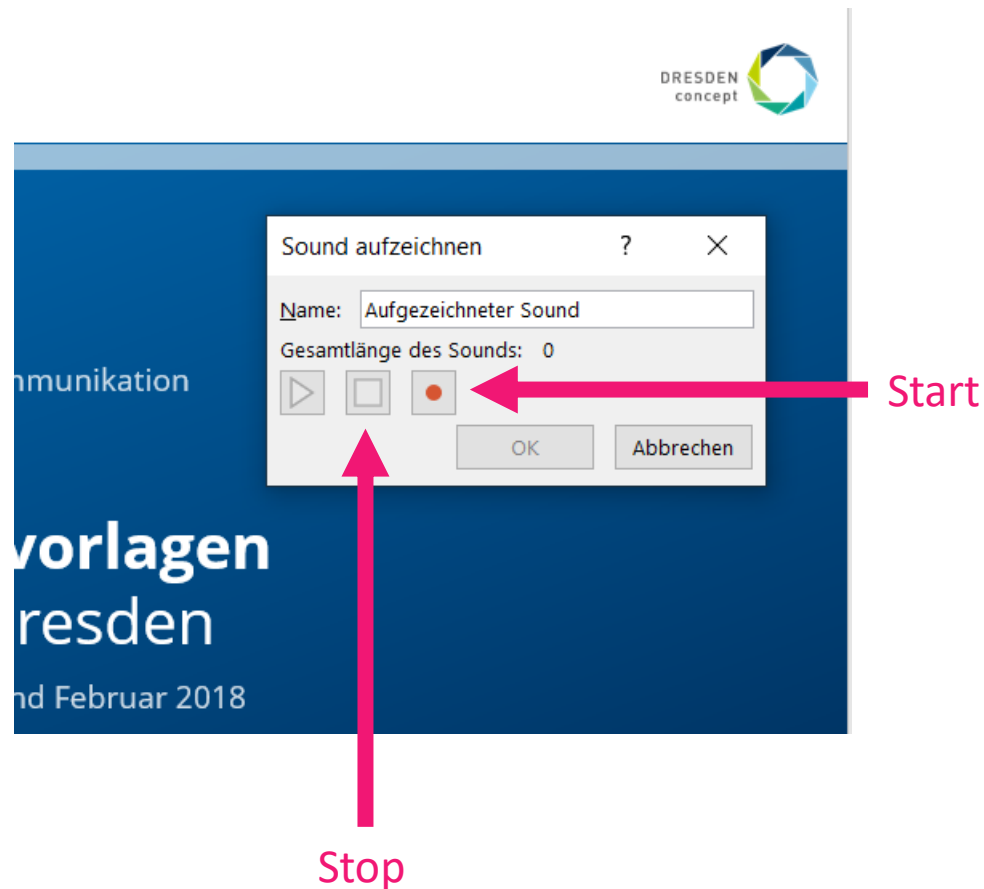 DRESDEN
concept
Sound aufzeichnen ? ×
Name: Aufgezeichneter Sound
Gesamtlänge des Sounds: 0
munikation
Start
OK Abbrechen
vorlagen
resden
nd Februar 2018
Stop